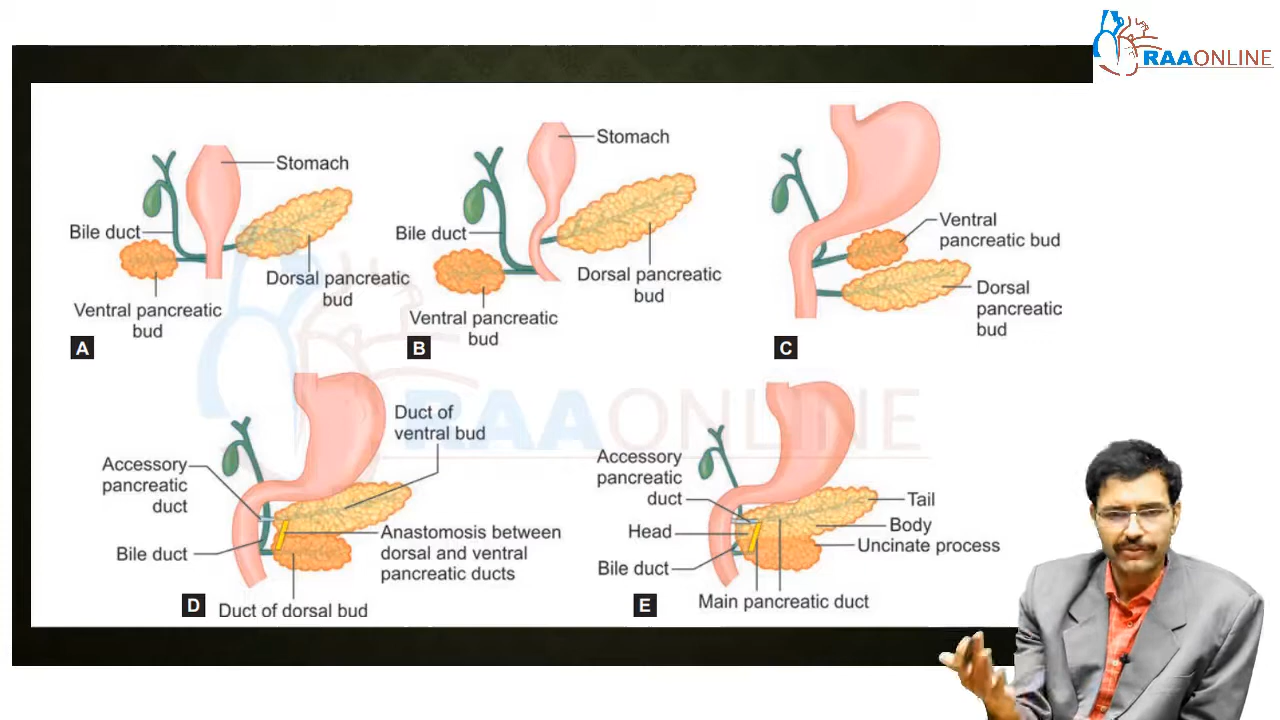 RAAONLINE
Stomach
Bile duct
Dorsal pancreatic
bud
Ventral pancreatic
bud
A
Stomach
Bile duct
Dorsal pancreatic
bud
Ventral pancreatic
bud
B
Ventral
pancreatic bud
Dorsal
pancreatic
bud
C
RAAONLINE
Duct of
ventral bud
Accessory
pancreatic
duct
Anastomosis between
dorsal and ventral
pancreatic ducts
Bile duct
D
Duct of dorsal bud
Accessory
pancreatic
duct
Tail
Head
Body
Uncinate process
Bile duct
E
Main pancreatic duct